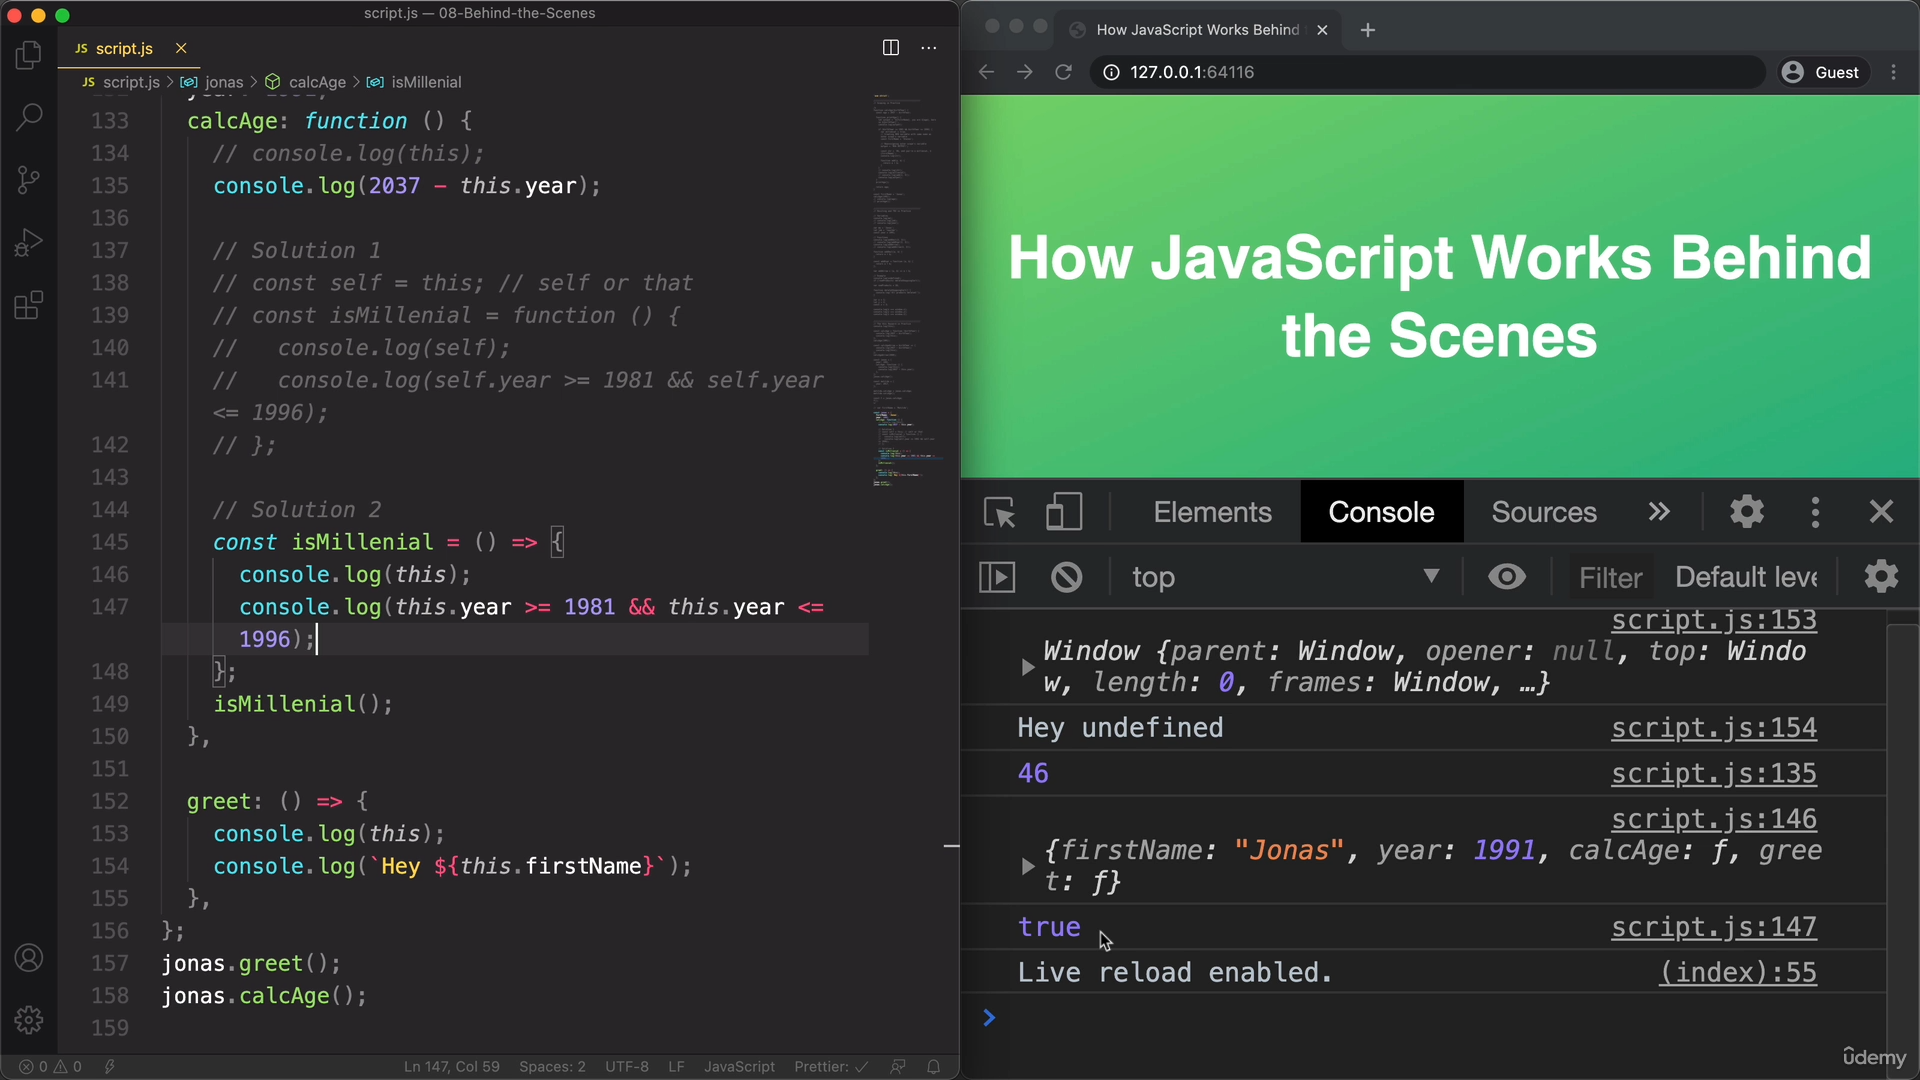 script.js — 08-Behind-the-Scenes
JS script.js
JS script.js > jonas > calcAge > isMillenial
133 calcAge: function () {
134 // console.log(this);
135 console.log(2037 - this.year);
136
137 // Solution 1
138 // const self = this; // self or that
139 // const isMillenial = function () {
140 //   console.log(self);
141 //   console.log(self.year >= 1981 && self.year
<= 1996);
142 // };
143
144 // Solution 2
145 const isMillenial = () => {
146 console.log(this);
147 console.log(this.year >= 1981 && this.year <=
1996);
148 };
149 isMillenial();
150 },
151
152 greet: () => {
153 console.log(this);
154 console.log(`Hey ${this.firstName}`);
155 },
156 };
157 jonas.greet();
158 jonas.calcAge();
159
0 0 Ln 147, Col 59 Spaces: 2 UTF-8 LF JavaScript Prettier: ✓
How JavaScript Works Behind
127.0.0.1:64116 Guest
How JavaScript Works Behind
the Scenes
Elements Console Sources »
top Filter Default leve
script.js:153
Window {parent: Window, opener: null, top: Windo
w, length: 0, frames: Window, …}
Hey undefined script.js:154
46 script.js:135
script.js:146
{firstName: "Jonas", year: 1991, calcAge: ƒ, gree
t: ƒ}
true script.js:147
Live reload enabled. (index):55
>
ûdemy